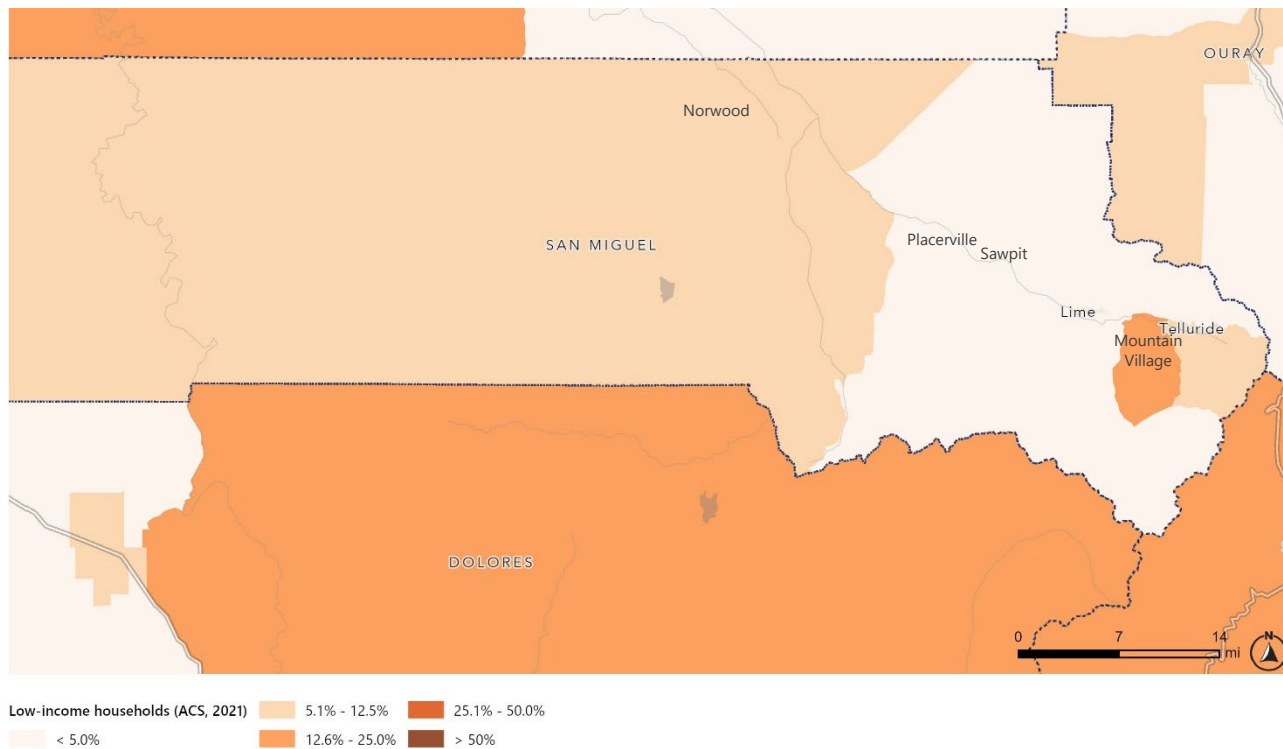 OURAY
Norwood
SAN MIGUEL
Placerville
Sawpit
Lime
Telluride
Mountain
Village
DOLORES
0 7 14
mi
N
Low-income households (ACS, 2021)
< 5.0%
5.1% - 12.5%
12.6% - 25.0%
25.1% - 50.0%
> 50%